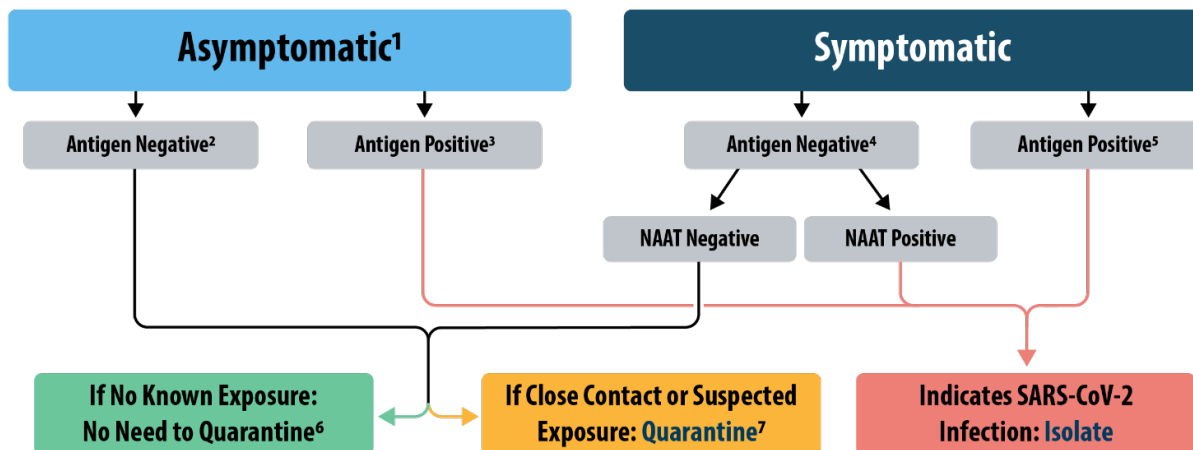 Asymptomatic¹
Symptomatic
Antigen Negative²
Antigen Positive³
Antigen Negative⁴
Antigen Positive⁵
NAAT Negative
NAAT Positive
If No Known Exposure:
No Need to Quarantine⁶
If Close Contact or Suspected
Exposure: Quarantine⁷
Indicates SARS-CoV-2
Infection: Isolate